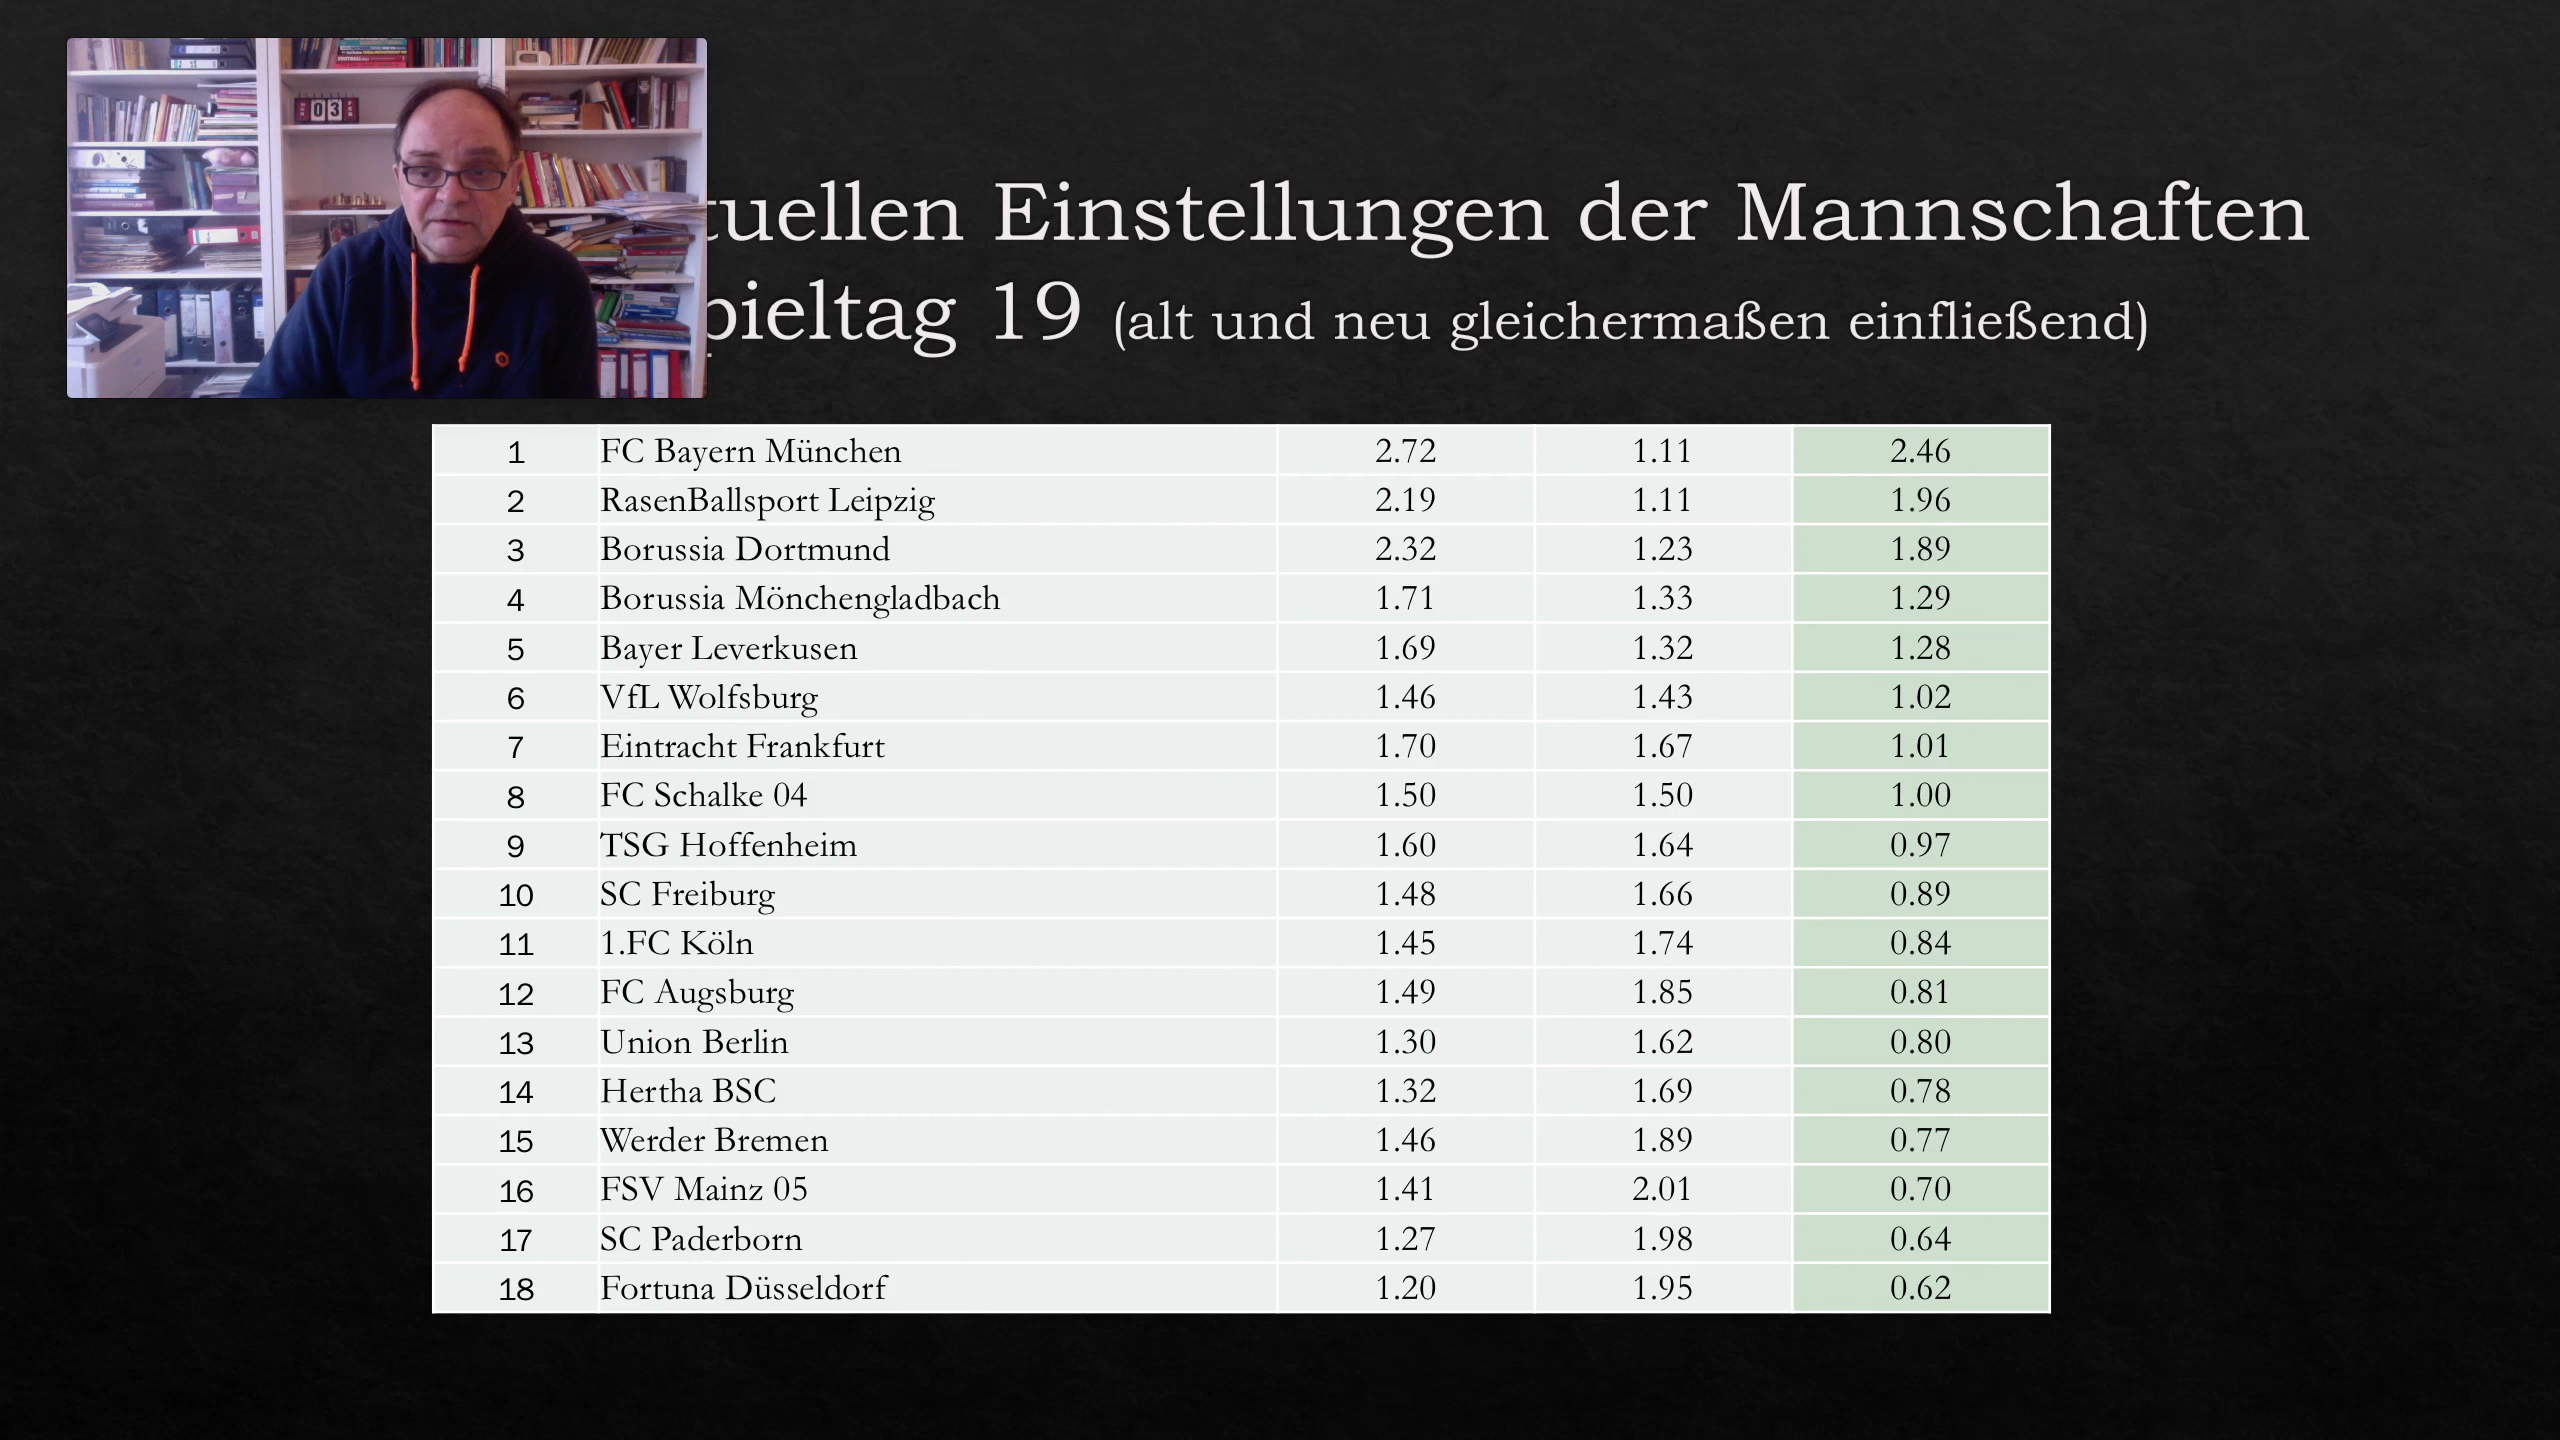 tuellen Einstellungen der Mannschaften
pieltag 19 (alt und neu gleichermaßen einfließend)
03
1 FC Bayern München 2.72 1.11 2.46
2 RasenBallsport Leipzig 2.19 1.11 1.96
3 Borussia Dortmund 2.32 1.23 1.89
4 Borussia Mönchengladbach 1.71 1.33 1.29
5 Bayer Leverkusen 1.69 1.32 1.28
6 VfL Wolfsburg 1.46 1.43 1.02
7 Eintracht Frankfurt 1.70 1.67 1.01
8 FC Schalke 04 1.50 1.50 1.00
9 TSG Hoffenheim 1.60 1.64 0.97
10 SC Freiburg 1.48 1.66 0.89
11 1.FC Köln 1.45 1.74 0.84
12 FC Augsburg 1.49 1.85 0.81
13 Union Berlin 1.30 1.62 0.80
14 Hertha BSC 1.32 1.69 0.78
15 Werder Bremen 1.46 1.89 0.77
16 FSV Mainz 05 1.41 2.01 0.70
17 SC Paderborn 1.27 1.98 0.64
18 Fortuna Düsseldorf 1.20 1.95 0.62